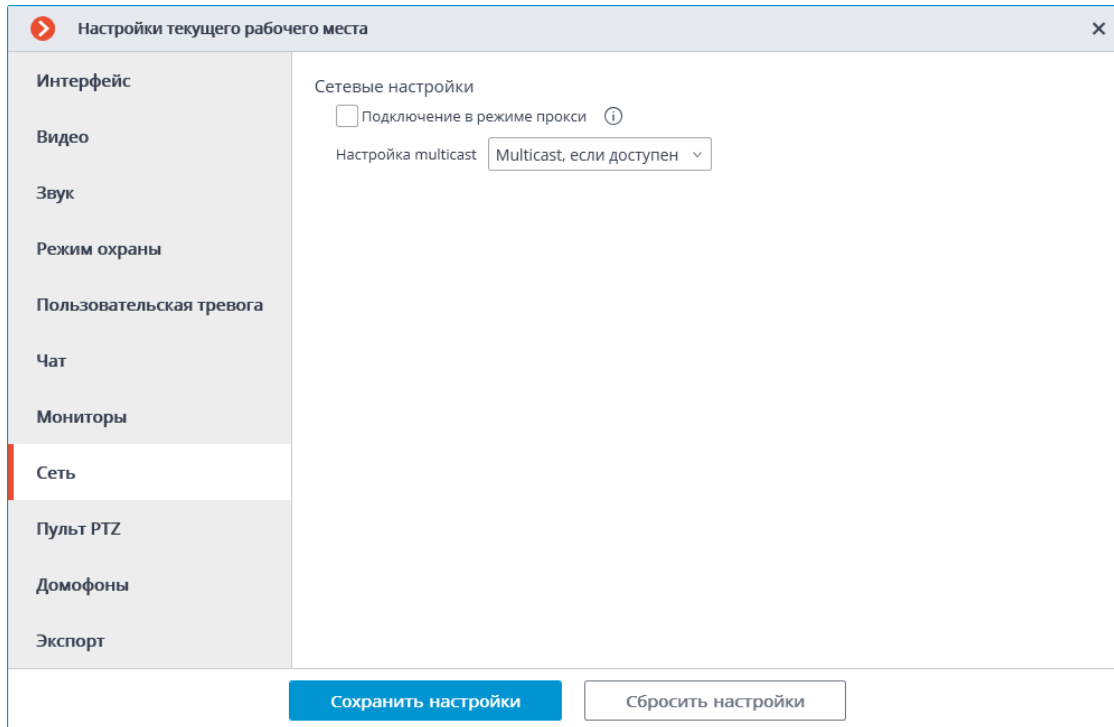 Настройки текущего рабочего места
Интерфейс
Видео
Звук
Режим охраны
Пользовательская тревога
Чат
Мониторы
Сеть
Пульт PTZ
Домофоны
Экспорт
Сетевые настройки
Подключение в режиме прокси
Настройка multicast Multicast, если доступен
Сохранить настройки Сбросить настройки